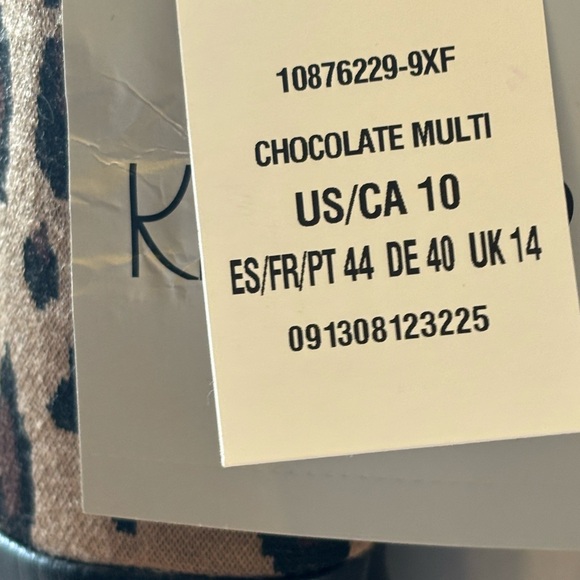 10876229-9XF
CHOCOLATE MULTI
US/CA 10
ES/FR/PT 44 DE 40 UK 14
091308123225